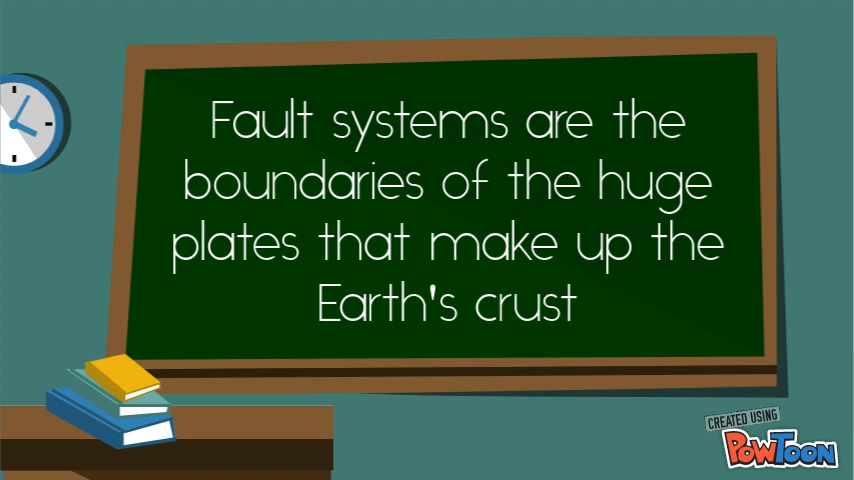 Fault systems are the
boundaries of the huge
plates that make up the
Earth's crust
CREATED USING
POWTOON